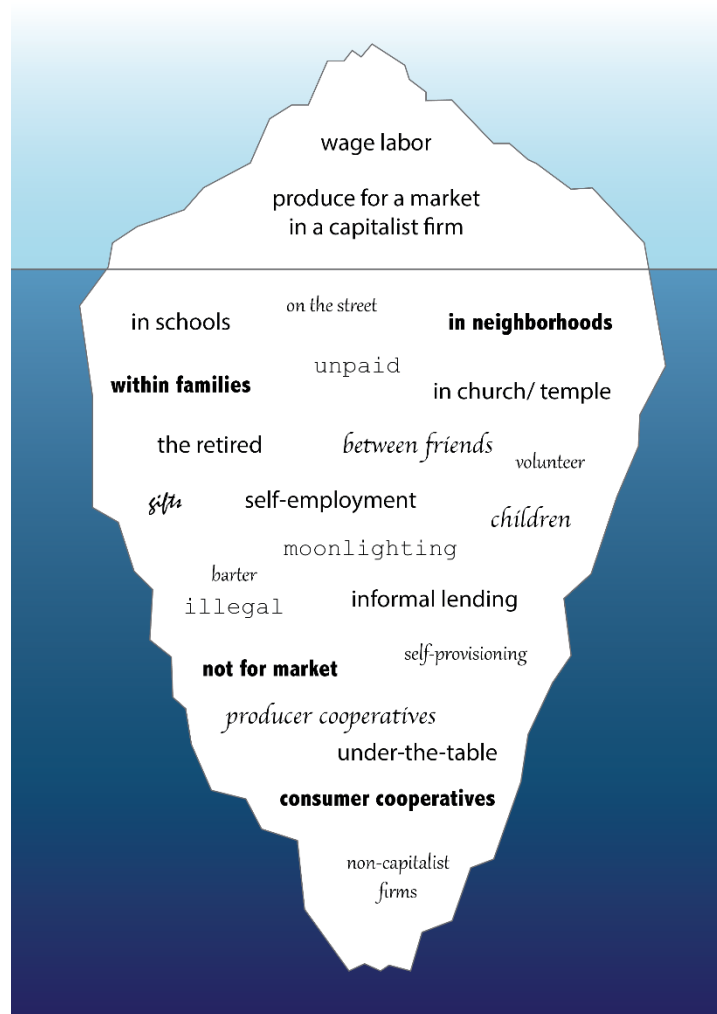 wage labor
produce for a market
in a capitalist firm
on the street
in schools
in neighborhoods
unpaid
within families
in church/ temple
the retired
between friends
volunteer
gifts
self-employment
children
moonlighting
barter
illegal
informal lending
self-provisioning
not for market
producer cooperatives
under-the-table
consumer cooperatives
non-capitalist
firms